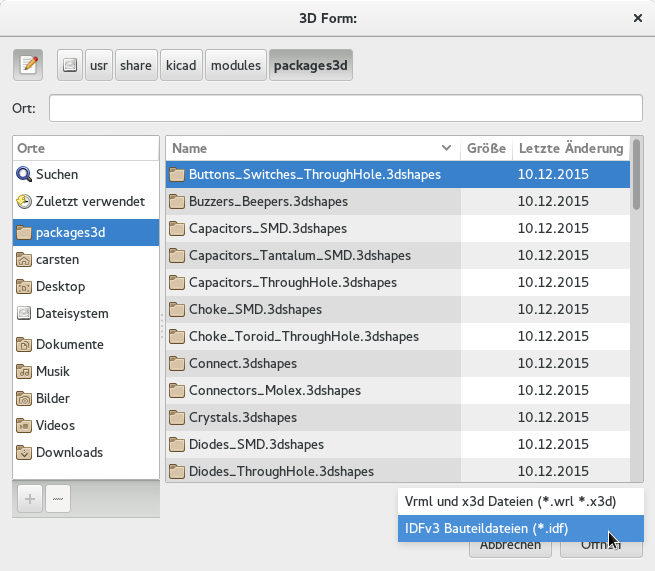 3D Form:
usr share kicad modules packages3d
Ort:
Orte
Suchen
Zuletzt verwendet
packages3d
carsten
Desktop
Dateisystem
Dokumente
Musik
Bilder
Videos
Downloads
Name Größe Letzte Änderung
Buttons_Switches_ThroughHole.3dshapes 10.12.2015
Buzzers_Beepers.3dshapes 10.12.2015
Capacitors_SMD.3dshapes 10.12.2015
Capacitors_Tantalum_SMD.3dshapes 10.12.2015
Capacitors_ThroughHole.3dshapes 10.12.2015
Choke_SMD.3dshapes 10.12.2015
Choke_Toroid_ThroughHole.3dshapes 10.12.2015
Connect.3dshapes 10.12.2015
Connectors_Molex.3dshapes 10.12.2015
Crystals.3dshapes 10.12.2015
Diodes_SMD.3dshapes 10.12.2015
Diodes_ThroughHole.3dshapes 10.12.2015
Vrml und x3d Dateien (*.wrl *.x3d)
IDFv3 Bauteildateien (*.idf)
Abbrechen Öffnen